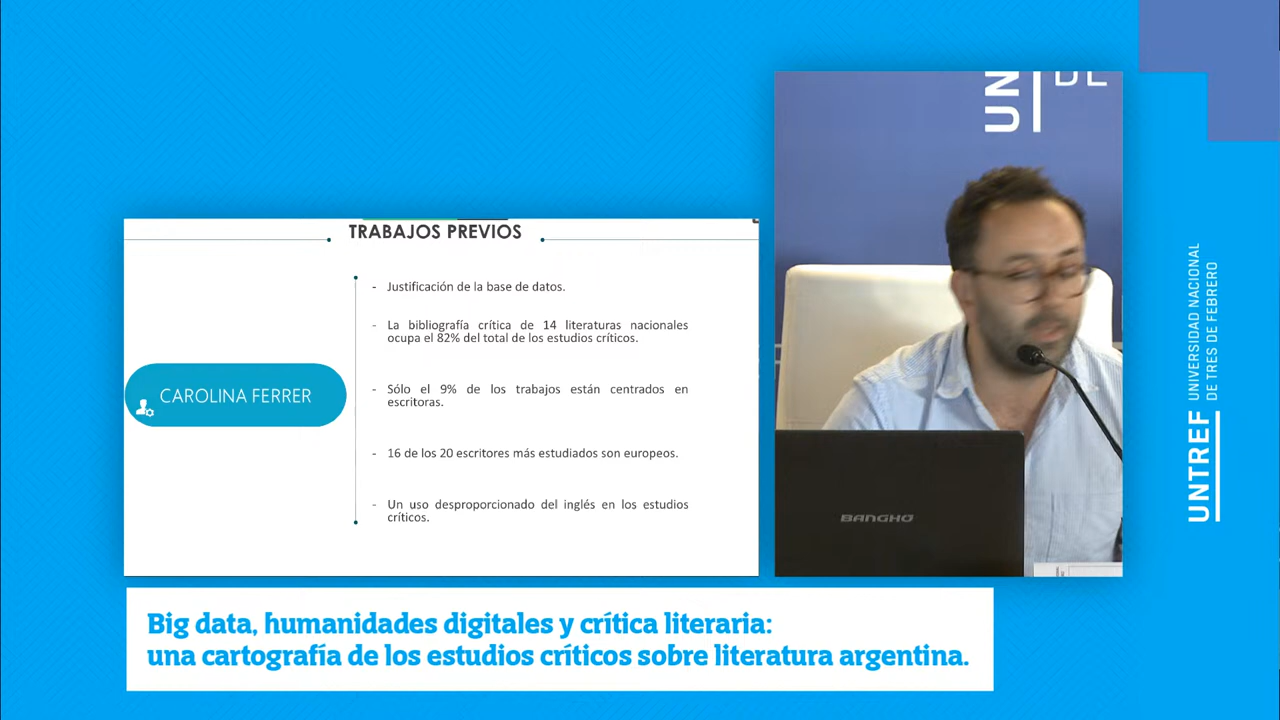 TRABAJOS PREVIOS
- Justificación de la base de datos.
- La bibliografía crítica de 14 literaturas nacionales
ocupa el 82% del total de los estudios críticos.
- Sólo el 9% de los trabajos están centrados en
escritoras.
- 16 de los 20 escritores más estudiados son europeos.
- Un uso desproporcionado del inglés en los estudios
críticos.
CAROLINA FERRER
UN
DE
BANGHO
UNTREF
UNIVERSIDAD NACIONAL
DE TRES DE FEBRERO
Big data, humanidades digitales y crítica literaria:
una cartografía de los estudios críticos sobre literatura argentina.